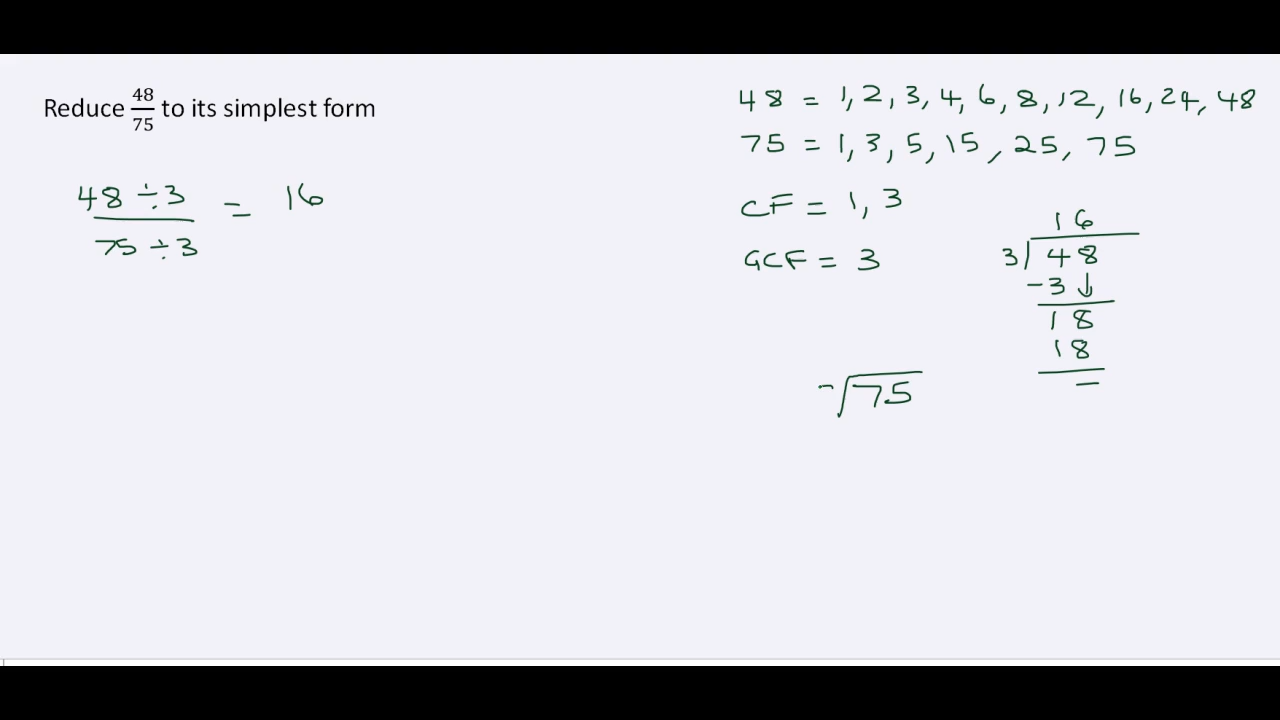 Reduce 48/75 to its simplest form
48 ÷ 3 = 16
75 ÷ 3
48 = 1, 2, 3, 4, 6, 8, 12, 16, 24, 48
75 = 1, 3, 5, 15, 25, 75
CF = 1, 3
GCF = 3
16
3 48
-3 ↓
18
18
=
√75